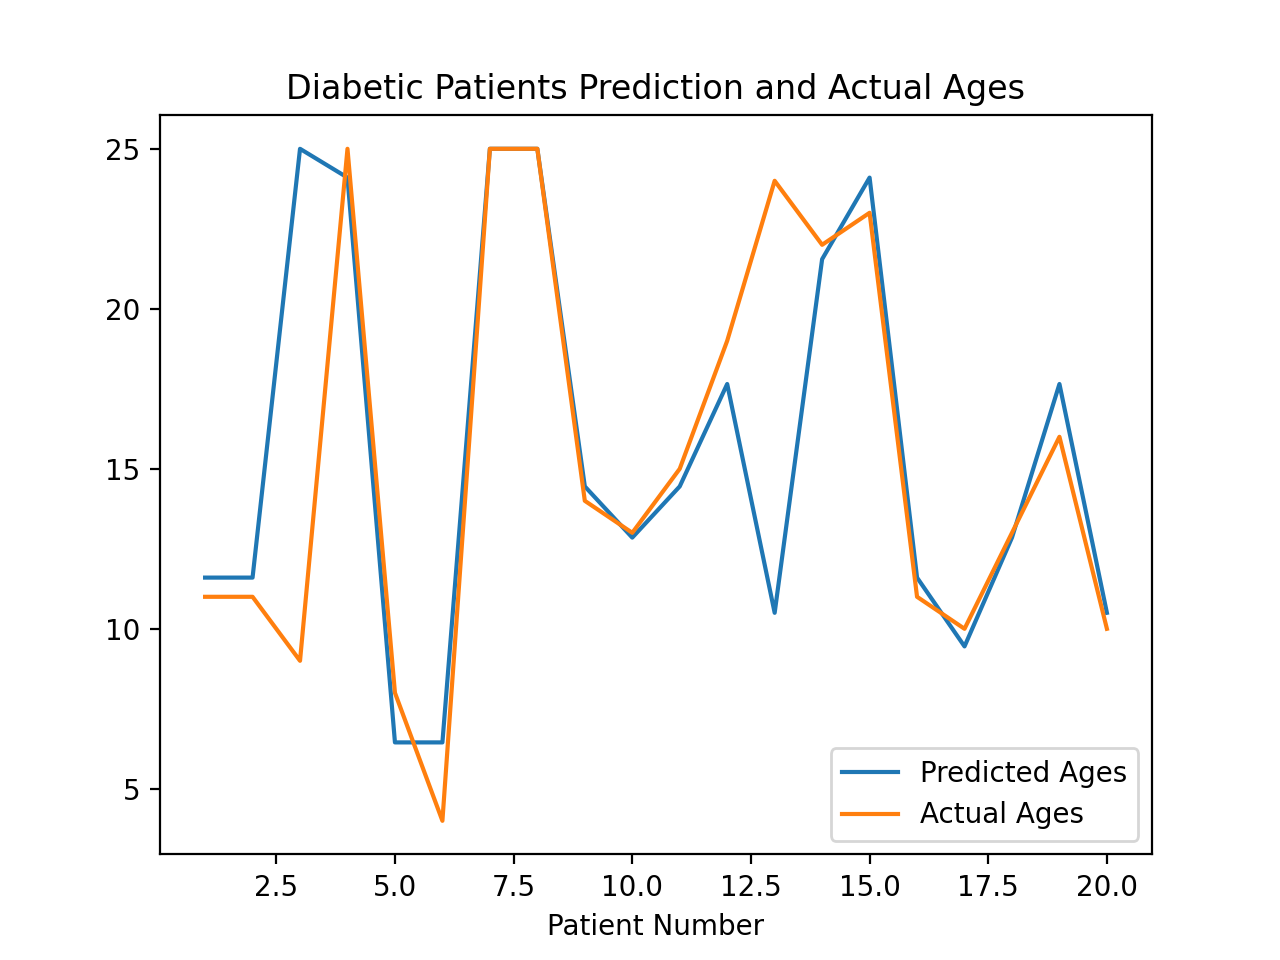 Diabetic Patients Prediction and Actual Ages
25
20
15
10
5
Predicted Ages
Actual Ages
2.5 5.0 7.5 10.0 12.5 15.0 17.5 20.0
Patient Number